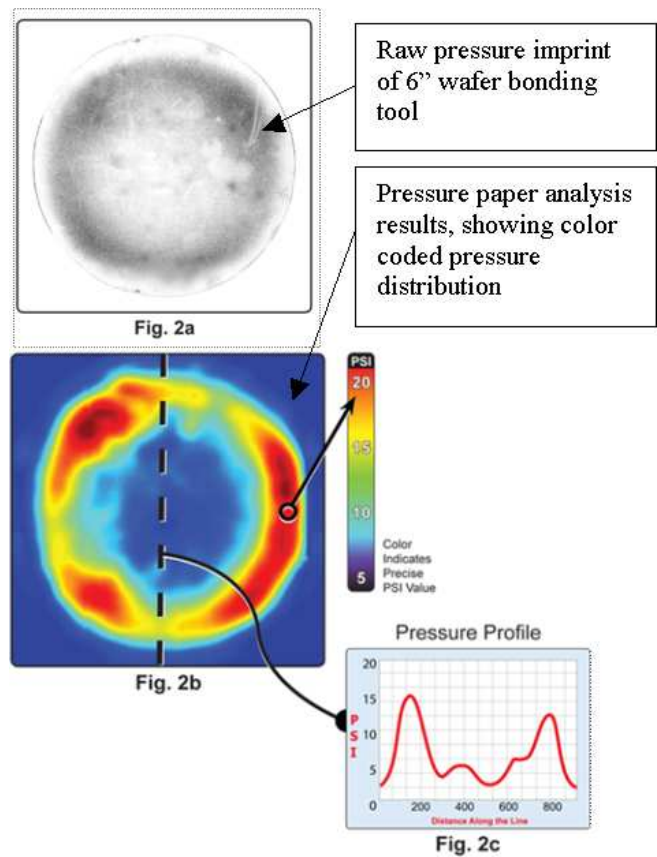 Raw pressure imprint
of 6” wafer bonding
tool
Fig. 2a
Pressure paper analysis
results, showing color
coded pressure
distribution
PSI
20
15
10
5
Color
Indicates
Precise
PSI Value
Fig. 2b
Pressure Profile
20
15
10
5
0
P
S
I
200
400
600
800
Distance Along the Line
Fig. 2c